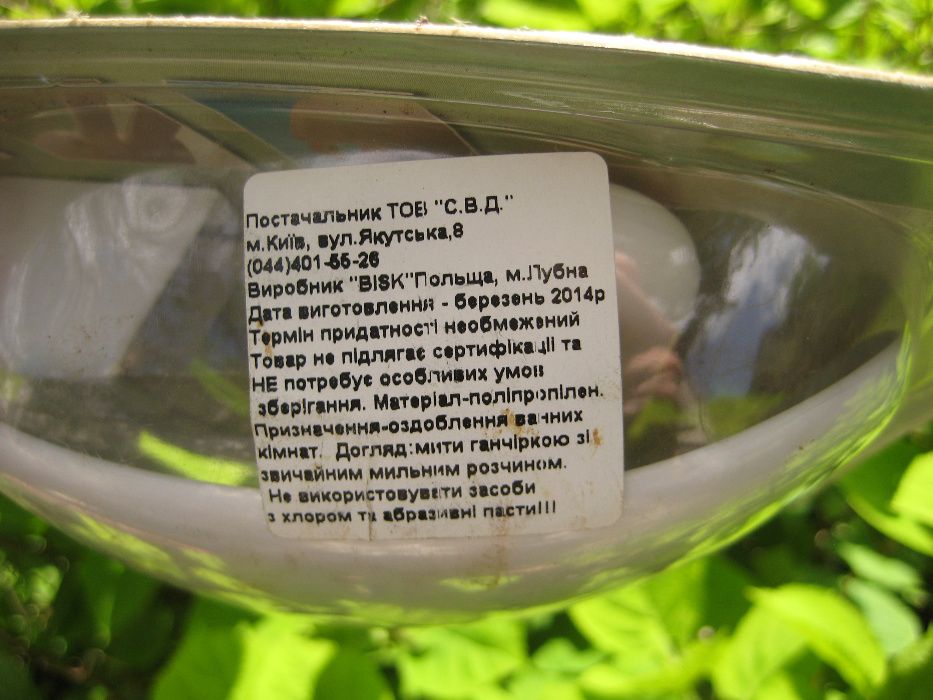 Постачальник ТОВ "С.В.Д."
м.Київ, вул.Якутська,8
(044)401-55-26
Виробник "BISK"Польща, м.Лубна
Дата виготовлення - березень 2014р
Термін придатності необмежений
Товар не підлягає сертифікації та
НЕ потребує особливих умов
зберігання. Матеріал-поліпропілен.
Призначення-оздоблення ванних
кімнат. Догляд:мити ганчіркою зі
звичайним мильним розчином.
Не використовувати засоби
з хлором та абразивні пасти!!!